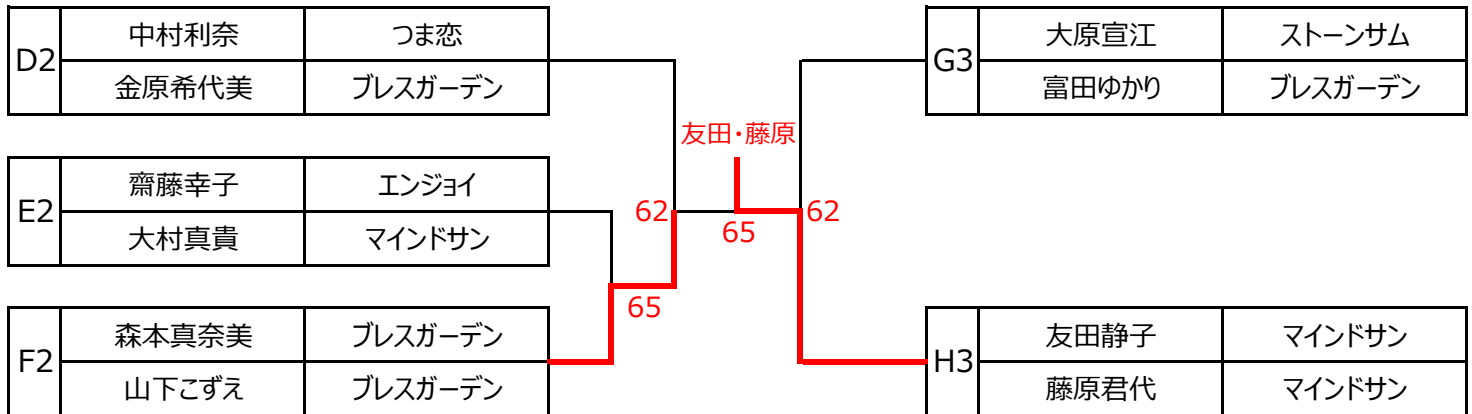 D2
中村利奈 つま恋
金原希代美 ブレスガーデン
G3
大原宣江 ストーンサム
富田ゆかり ブレスガーデン
友田・藤原
E2
齋藤幸子 エンジョイ
大村真貴 マインドサン
62
65
62
65
F2
森本真奈美 ブレスガーデン
山下こずえ ブレスガーデン
H3
友田静子 マインドサン
藤原君代 マインドサン